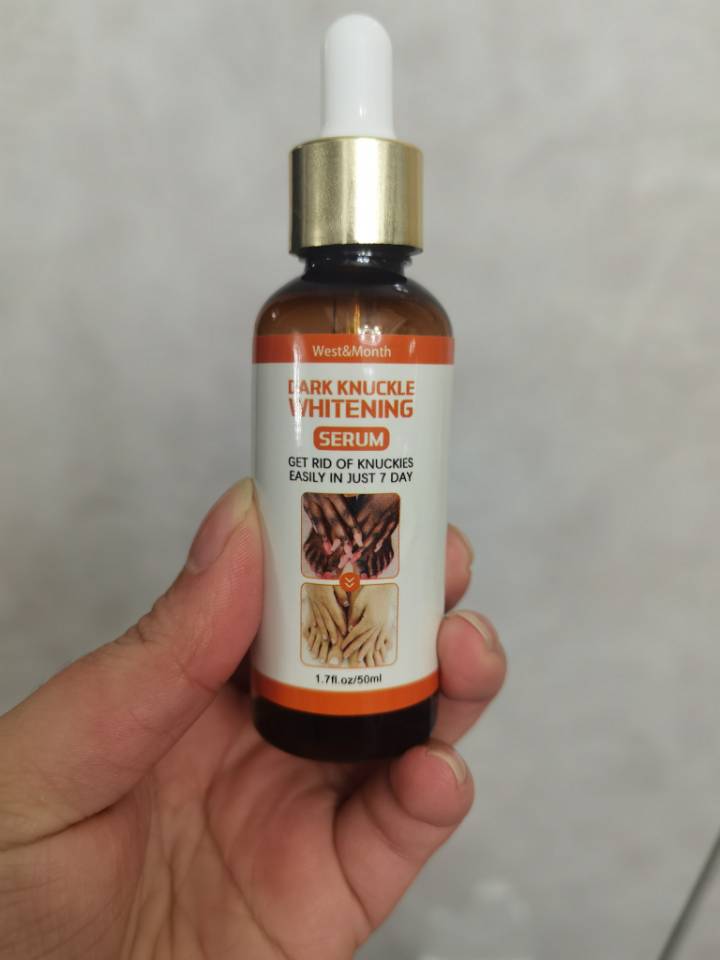 West&Month
DARK KNUCKLE
WHITENING
SERUM
GET RID OF KNUCKIES
EASILY IN JUST 7 DAY
1.7fl.oz/50ml